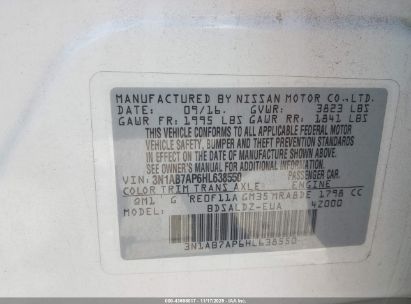 MANUFACTURED BY NISSAN MOTOR CO., LTD.
DATE: 09/16. GVWR: 3823 LBS
GAWR FR: 1995 LBS GAWR RR: 1841 LBS
THIS VEHICLE CONFORMS TO ALL APPLICABLE FEDERAL MOTOR
VEHICLE SAFETY, BUMPER, AND THEFT PREVENTION STANDARDS
IN EFFECT ON THE DATE OF MANUFACTURE SHOWN ABOVE.
SEE OWNERS MANUAL FOR ADDITIONAL INFORMATION
VIN: 3N1AB7AP6HL638550
COLOR TRIM TRANS AXLE ENGINE
QM1 G RE0F11A GM35 MRA8DE 1798 CC
MODEL: BDSALDZ-EUA 42000
3N1AB7AP6HL638550